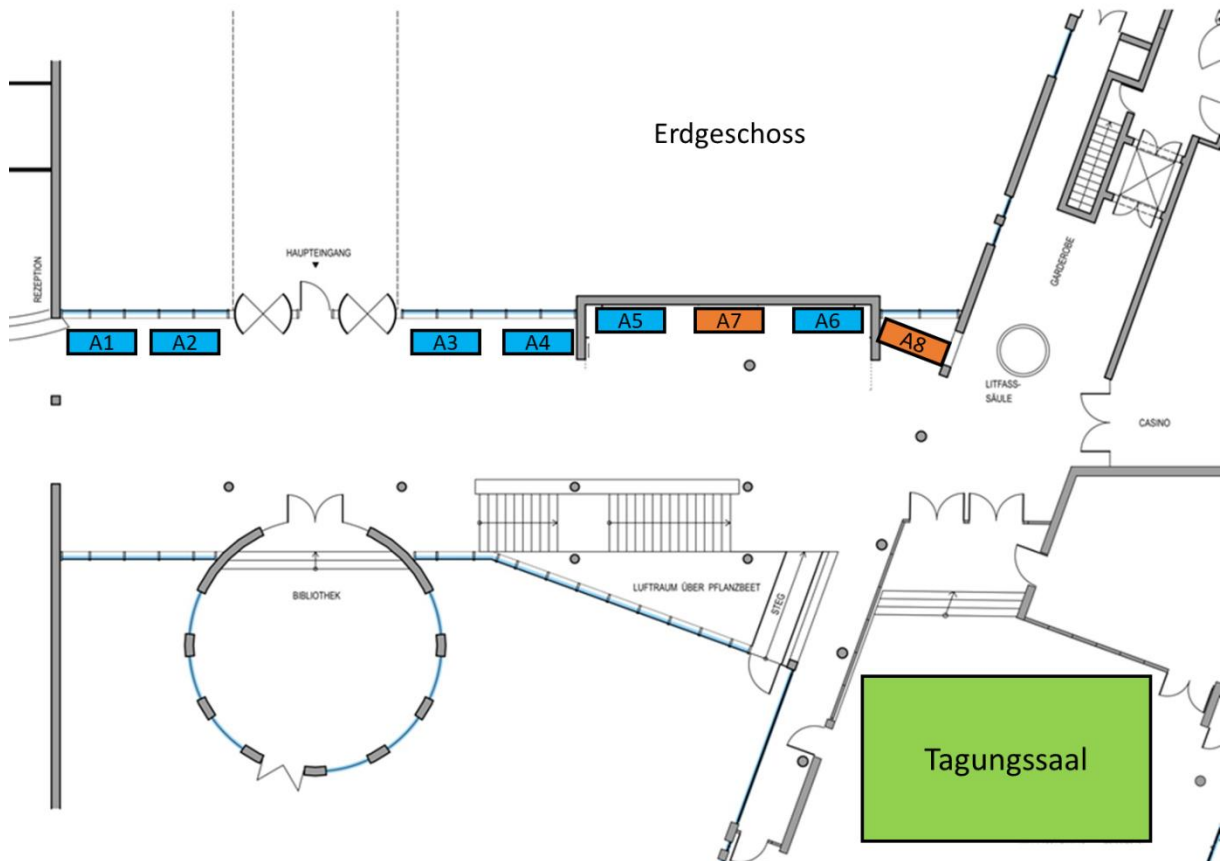 Erdgeschoss
HAUPTEINGANG
REZEPTION
GARDEROBE
A1
A2
A3
A4
A5
A7
A6
A8
LITFASS-
SÄULE
CASINO
BIBLIOTHEK
LUFTRAUM ÜBER PFLANZBEET
STEG
Tagungssaal